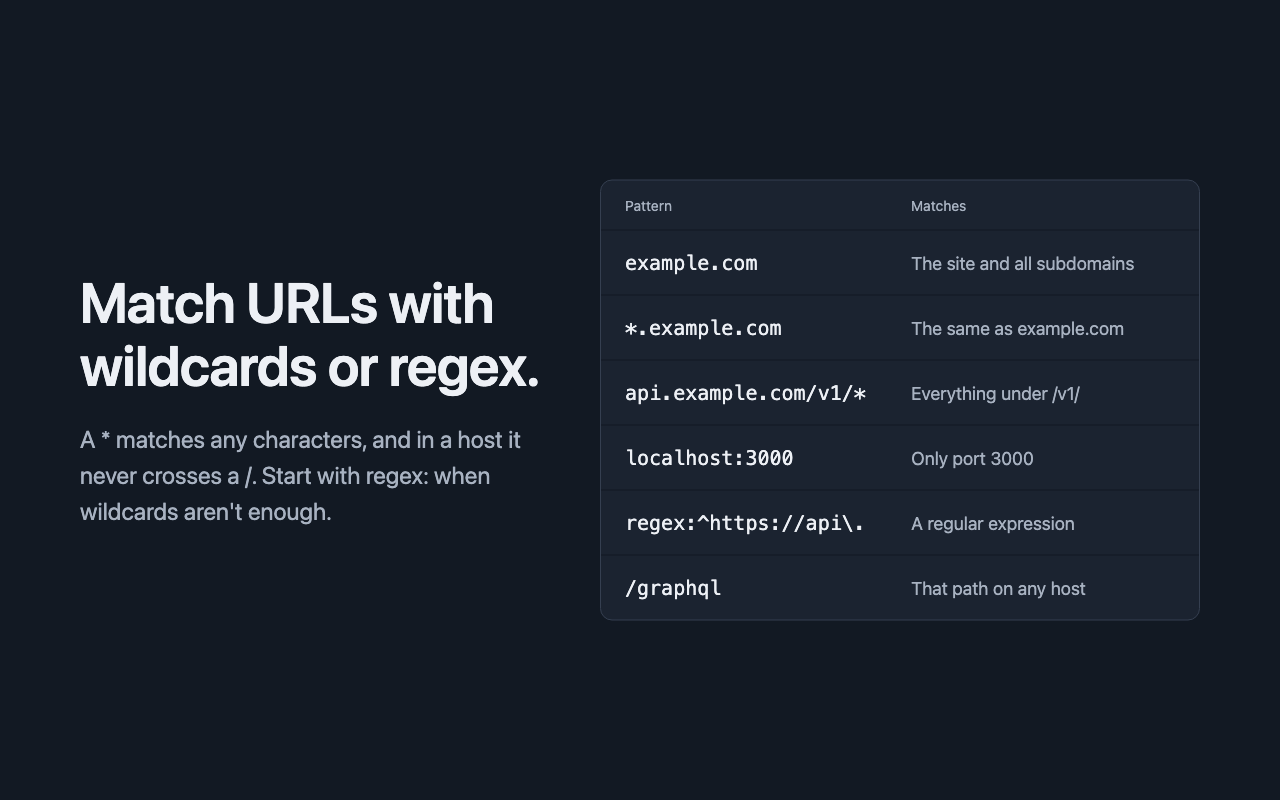 Match URLs with
wildcards or regex.
A * matches any characters, and in a host it
never crosses a /. Start with regex: when
wildcards aren't enough.
Pattern Matches
example.com The site and all subdomains
*.example.com The same as example.com
api.example.com/v1/* Everything under /v1/
localhost:3000 Only port 3000
regex:^https://api\. A regular expression
/graphql That path on any host